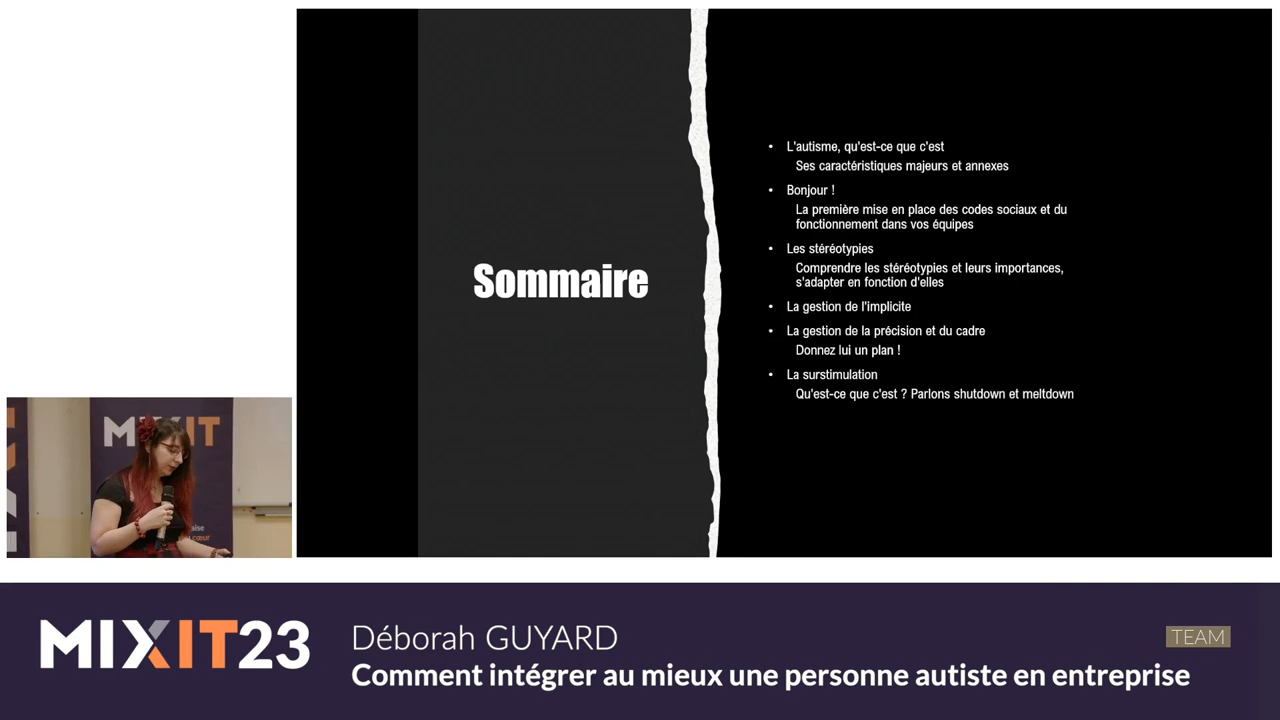 Sommaire
• L'autisme, qu'est-ce que c'est
Ses caractéristiques majeurs et annexes
• Bonjour !
La première mise en place des codes sociaux et du
fonctionnement dans vos équipes
• Les stéréotypies
Comprendre les stéréotypies et leurs importances,
s'adapter en fonction d'elles
• La gestion de l'implicite
• La gestion de la précision et du cadre
Donnez lui un plan !
• La surstimulation
Qu'est-ce que c'est ? Parlons shutdown et meltdown
MIXIT
cœur
MIXIT23
Déborah GUYARD
TEAM
Comment intégrer au mieux une personne autiste en entreprise